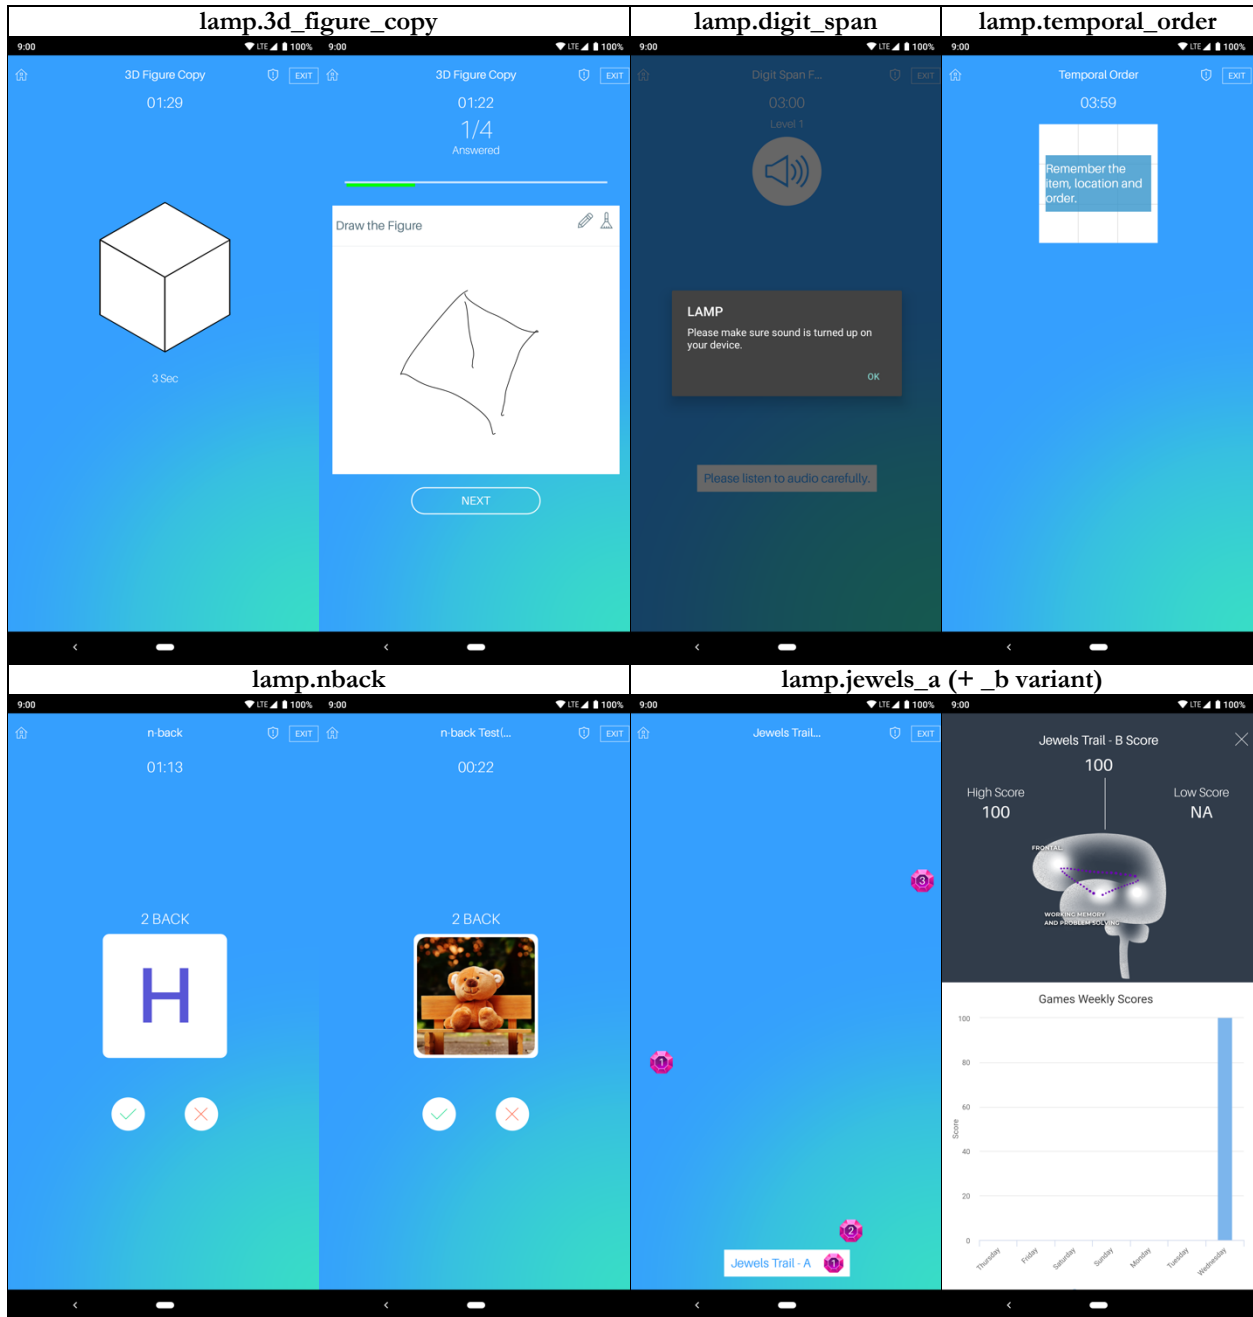 lamp.3d_figure_copy
9:00 LTE 100%
3D Figure Copy EXIT
01:29
3 Sec
9:00 LTE 100%
3D Figure Copy EXIT
01:22
1/4
Answered
Draw the Figure
NEXT
lamp.digit_span
9:00 LTE 100%
Digit Span F... EXIT
03:00
Level 1
LAMP
Please make sure sound is turned up on
your device.
OK
Please listen to audio carefully.
lamp.temporal_order
9:00 LTE 100%
Temporal Order EXIT
03:59
Remember the
item, location and
order.
lamp.nback
9:00 LTE 100%
n-back EXIT
01:13
2 BACK
H
9:00 LTE 100%
n-back Test(... EXIT
00:22
2 BACK
lamp.jewels_a (+ _b variant)
9:00 LTE 100%
Jewels Trail... EXIT
3
1
2
Jewels Trail - A 1
9:00 LTE 100%
Jewels Trail - B Score
100
High Score
100
Low Score
NA
FRONTAL
WORKING MEMORY
AND PROBLEM SOLVING
Games Weekly Scores
Score
100
80
60
40
20
0
Thursday
Friday
Saturday
Sunday
Monday
Tuesday
Wednesday